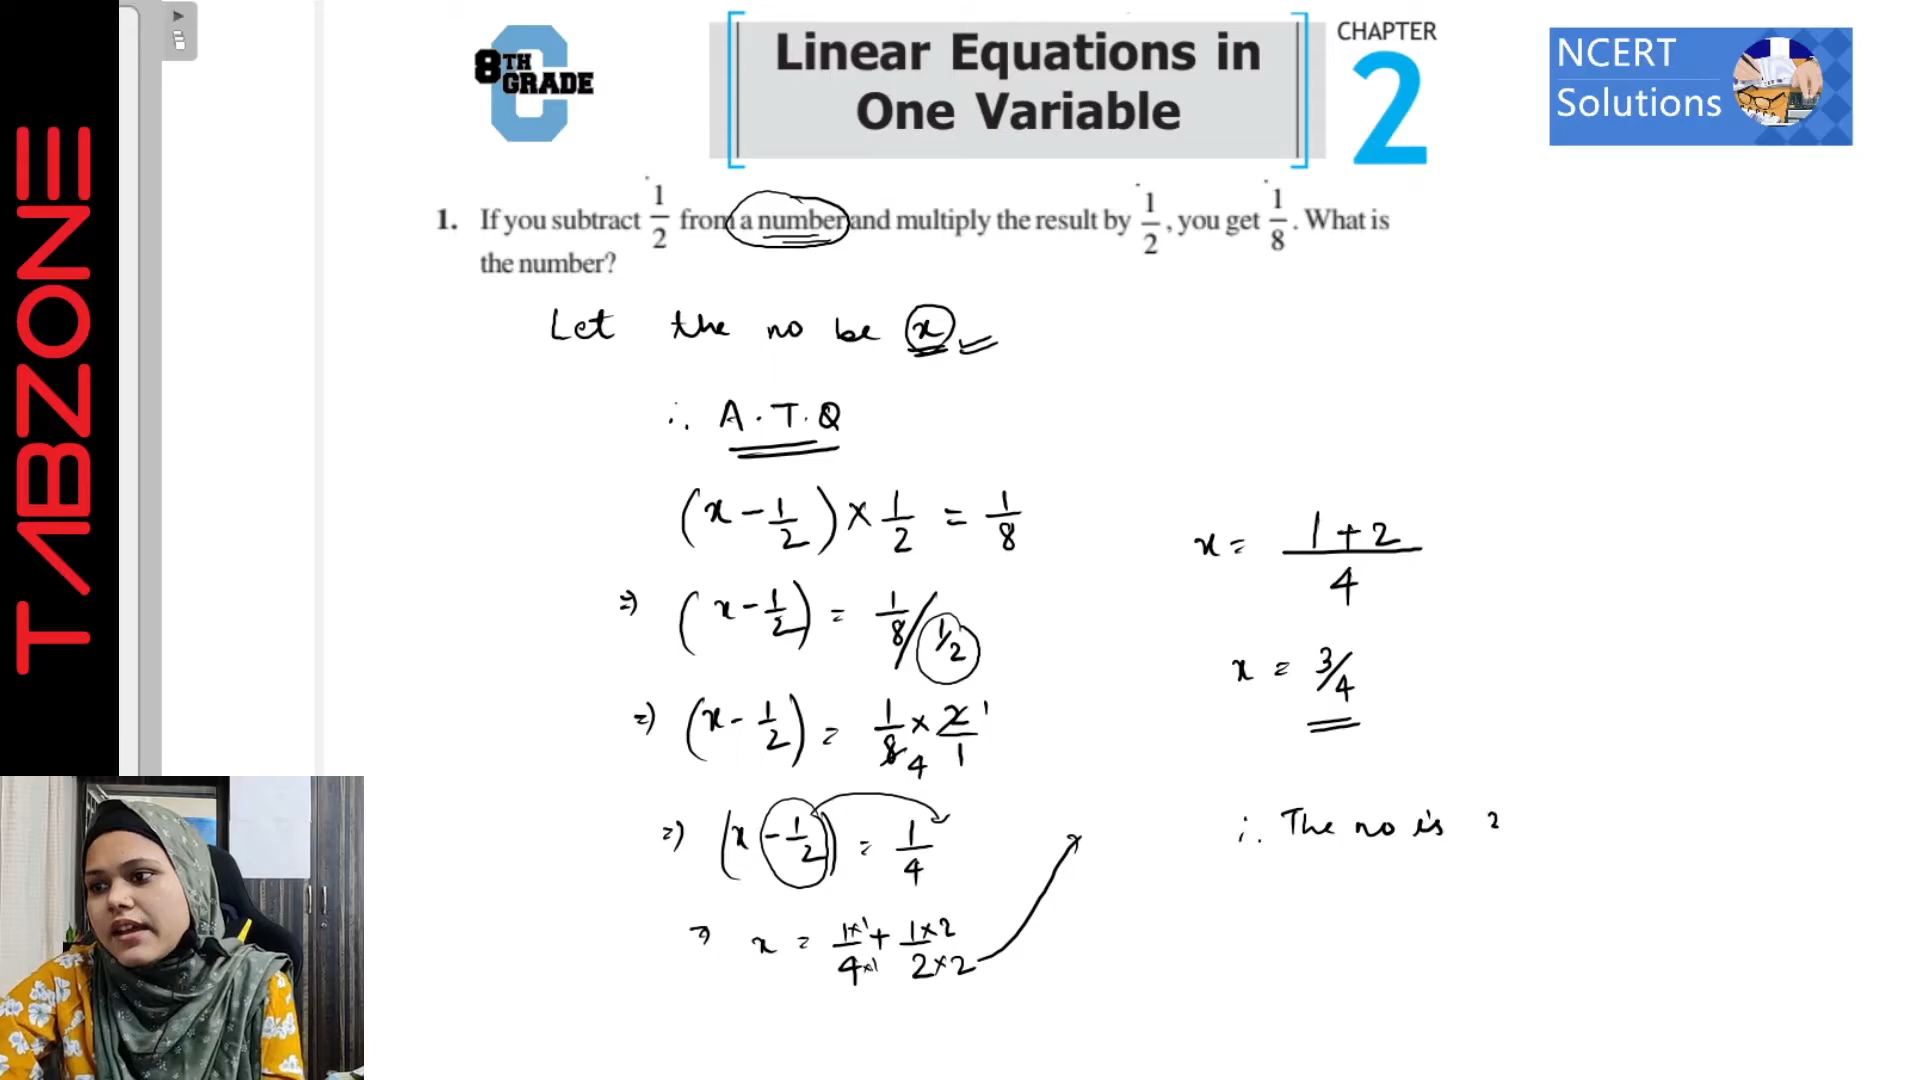 TABZONE
8TH
GRADE
Linear Equations in
One Variable
CHAPTER
2
NCERT
Solutions
1. If you subtract 1/2 from a number and multiply the result by 1/2, you get 1/8. What is
the number?
Let the no be x
∴ A.T.Q
(x - 1/2) × 1/2 = 1/8
⇒ (x - 1/2) = 1/8 / 1/2
⇒ (x - 1/2) = 1/8 4 × 2/1 1
⇒ (x - 1/2) = 1/4
⇒ x = 1×1/4×1 + 1×2/2×2
x = 1+2/4
x = 3/4
∴ The no is